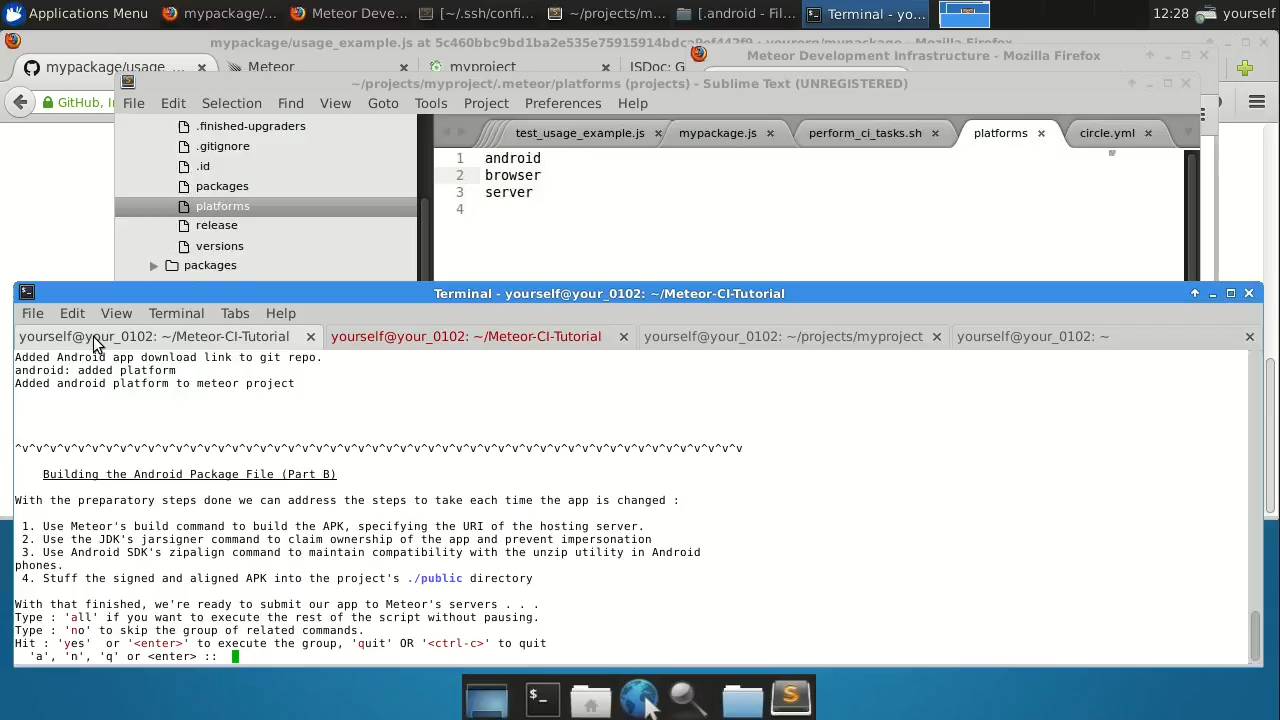 Applications Menu
mypackage/us...
Meteor Deve...
[~/.ssh/confi...
~/projects/m...
[.android - Fil...
Terminal - yo...
12:28
yourself
mypackage/usage_example.js at 5c460bbc9bd1ba2e535e75915914bdca9ef442f9 · yourorg/mypackage - Mozilla Firefox
Meteor Development Infrastructure - Mozilla Firefox
mypackage/usage_...
Meteor
myproject
JSDoc: G
GitHub, In
~/projects/myproject/.meteor/platforms (projects) - Sublime Text (UNREGISTERED)
File Edit Selection Find View Goto Tools Project Preferences Help
.finished-upgraders
.gitignore
.id
packages
platforms
release
versions
packages
test_usage_example.js
mypackage.js
perform_ci_tasks.sh
platforms
circle.yml
1 android
2 browser
3 server
4
Terminal - yourself@your_0102: ~/Meteor-CI-Tutorial
File Edit View Terminal Tabs Help
yourself@your_0102: ~/Meteor-CI-Tutorial
yourself@your_0102: ~/Meteor-CI-Tutorial
yourself@your_0102: ~/projects/myproject
yourself@your_0102: ~
Added Android app download link to git repo.
android: added platform
Added android platform to meteor project
^v^v^v^v^v^v^v^v^v^v^v^v^v^v^v^v^v^v^v^v^v^v^v^v^v^v^v^v^v^v^v^v^v^v^v^v^v^v^v^v^v^v^v^v^v^v^v^v^v^v^v^v
Building the Android Package File (Part B)
With the preparatory steps done we can address the steps to take each time the app is changed :
1. Use Meteor's build command to build the APK, specifying the URI of the hosting server.
2. Use the JDK's jarsigner command to claim ownership of the app and prevent impersonation
3. Use Android SDK's zipalign command to maintain compatibility with the unzip utility in Android
phones.
4. Stuff the signed and aligned APK into the project's ./public directory
With that finished, we're ready to submit our app to Meteor's servers . . .
Type : 'all' if you want to execute the rest of the script without pausing.
Type : 'no' to skip the group of related commands.
Hit : 'yes' or '<enter>' to execute the group, 'quit' OR '<ctrl-c>' to quit
'a', 'n', 'q' or <enter> ::